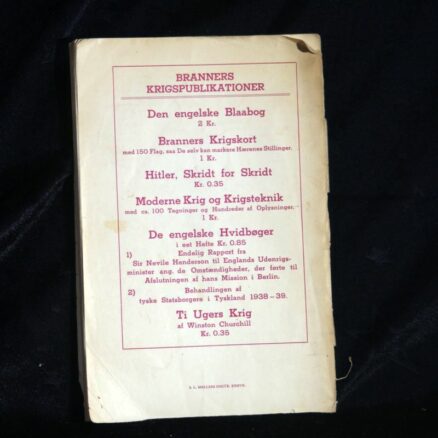 BRANNERS
KRIGSPUBLIKATIONER
Den engelske Blaabog
2 Kr.
Branners Krigskort
med 150 Flag, saa De selv kan markere Hærenes Stillinger.
1 Kr.
Hitler, Skridt for Skridt
Kr. 0.35
Moderne Krig og Krigsteknik
med ca. 100 Tegninger og Hundreder af Oplysninger.
1 Kr.
De engelske Hvidbøger
i eet Hefte Kr. 0.85
1) Endelig Rapport fra
Sir Nevile Henderson til Englands Udenrigs-
minister ang. de Omstændigheder, der førte til
Afslutningen af hans Mission i Berlin.
2) Behandlingen af
tyske Statsborgere i Tyskland 1938-39.
Ti Ugers Krig
af Winston Churchill
Kr. 0.35